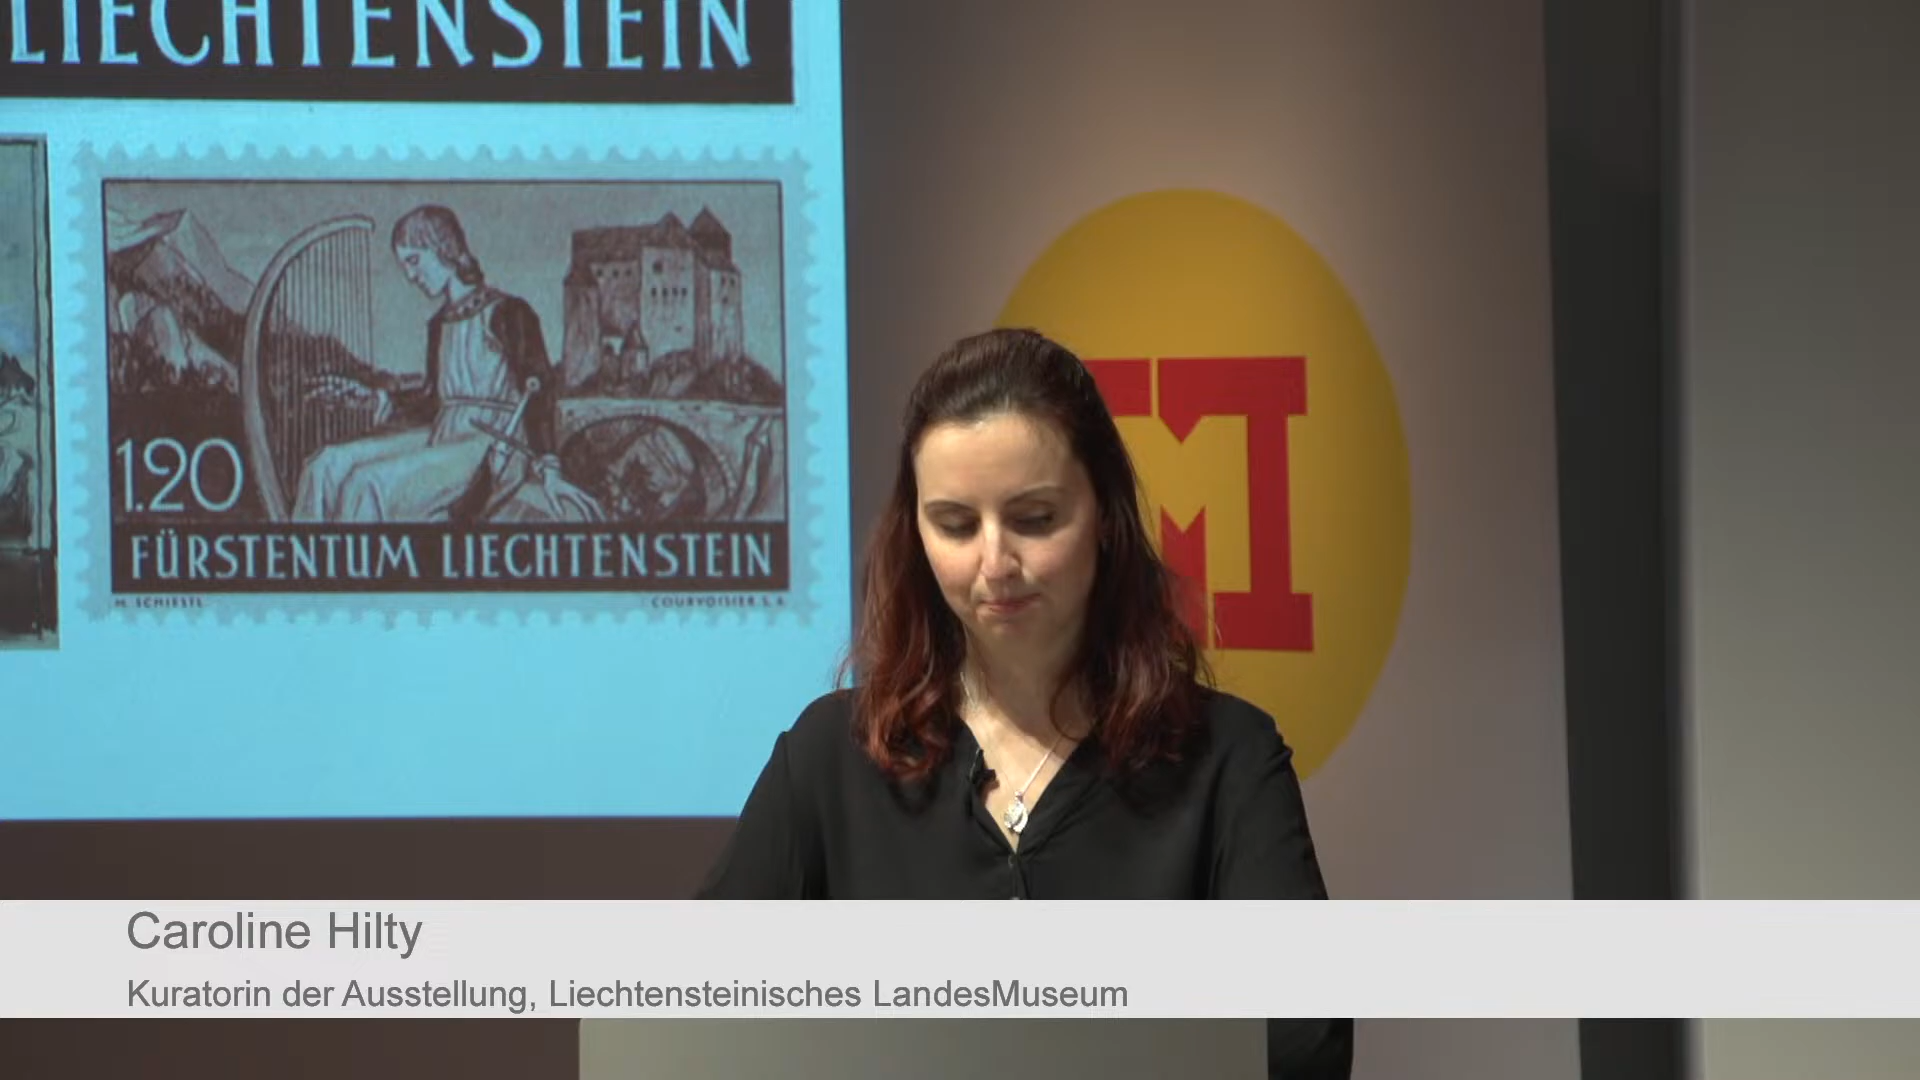 LIECHTENSTEIN
1.20
FÜRSTENTUM LIECHTENSTEIN
M. SCHIESTL COURVOISIER S. A.
M
Caroline Hilty
Kuratorin der Ausstellung, Liechtensteinisches LandesMuseum